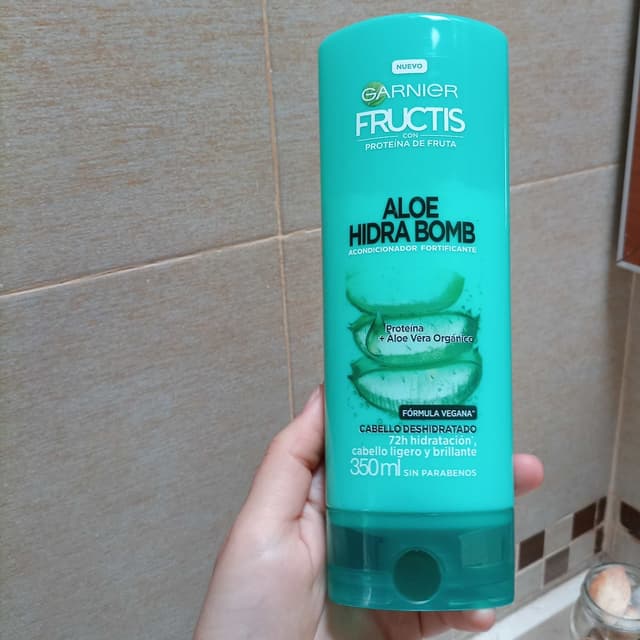 NUEVO
GARNIER
FRUCTIS
CON
PROTEÍNA DE FRUTA
ALOE
HIDRA BOMB
ACONDICIONADOR FORTIFICANTE
Proteína
+ Aloe Vera Orgánico
FÓRMULA VEGANA*
CABELLO DESHIDRATADO
72h hidratación*,
cabello ligero y brillante
350ml SIN PARABENOS